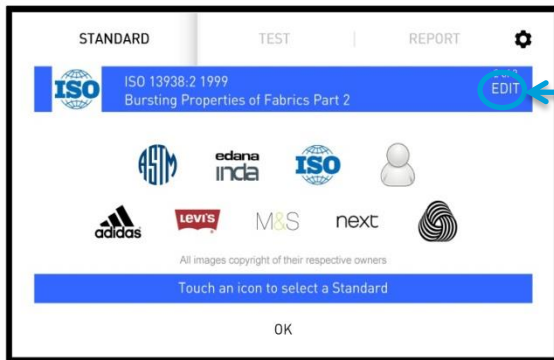 STANDARD TEST REPORT
ISO ISO 13938:2 1999
Bursting Properties of Fabrics Part 2
EDIT
ASTM edana inda ISO
adidas LEVI'S M&S next
All images copyright of their respective owners
Touch an icon to select a Standard
OK